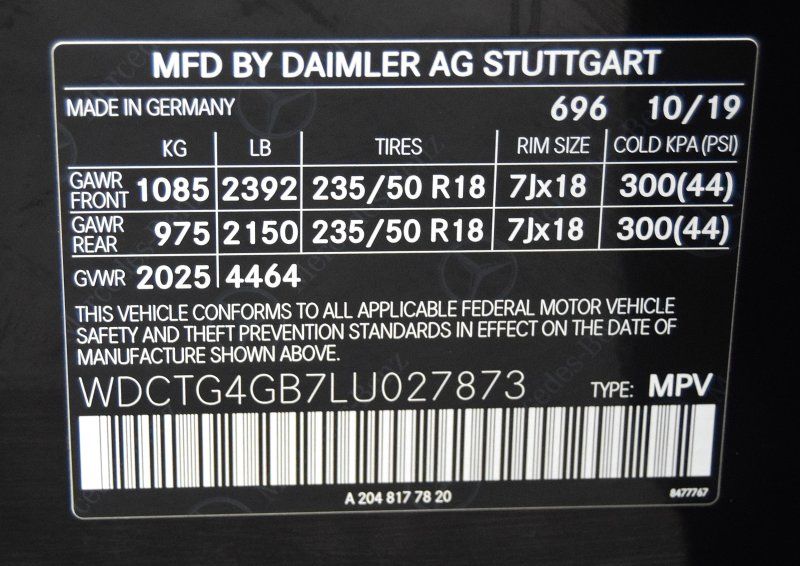 MFD BY DAIMLER AG STUTTGART
MADE IN GERMANY 696 10/19
KG LB TIRES RIM SIZE COLD KPA (PSI)
GAWR FRONT 1085 2392 235/50 R18 7Jx18 300(44)
GAWR REAR 975 2150 235/50 R18 7Jx18 300(44)
GVWR 2025 4464
THIS VEHICLE CONFORMS TO ALL APPLICABLE FEDERAL MOTOR VEHICLE
SAFETY AND THEFT PREVENTION STANDARDS IN EFFECT ON THE DATE OF
MANUFACTURE SHOWN ABOVE.
WDCTG4GB7LU027873 TYPE: MPV
A 204 817 78 20 8477767